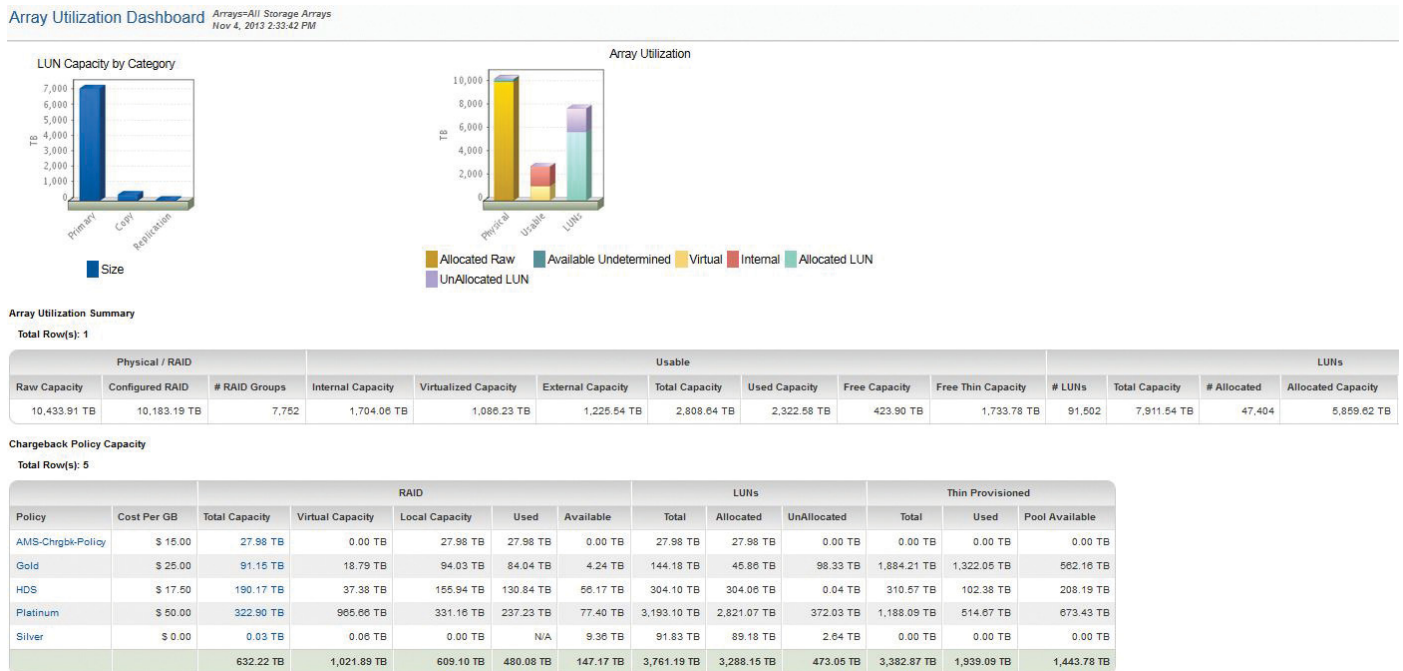 Array Utilization Dashboard Arrays=All Storage Arrays
Nov 4, 2013 2:33:42 PM
LUN Capacity by Category
7,000
6,000
5,000
4,000
3,000
2,000
1,000
0
TB
Primary
Copy
Replication
Size
Array Utilization
10,000
8,000
6,000
4,000
2,000
0
TB
Physical
Usable
LUNs
Allocated Raw Available Undetermined Virtual Internal Allocated LUN
UnAllocated LUN
Array Utilization Summary
Total Row(s): 1
Physical / RAID Usable LUNs
Raw Capacity Configured RAID # RAID Groups Internal Capacity Virtualized Capacity External Capacity Total Capacity Used Capacity Free Capacity Free Thin Capacity # LUNs Total Capacity # Allocated Allocated Capacity
10,433.91 TB 10,183.19 TB 7,752 1,704.06 TB 1,086.23 TB 1,225.54 TB 2,808.64 TB 2,322.58 TB 423.90 TB 1,733.78 TB 91,502 7,911.54 TB 47,404 5,859.62 TB
Chargeback Policy Capacity
Total Row(s): 5
RAID LUNs Thin Provisioned
Policy Cost Per GB Total Capacity Virtual Capacity Local Capacity Used Available Total Allocated UnAllocated Total Used Pool Available
AMS-Chrgbk-Policy $ 15.00 27.98 TB 0.00 TB 27.98 TB 27.98 TB 0.00 TB 27.98 TB 27.98 TB 0.00 TB 0.00 TB 0.00 TB 0.00 TB
Gold $ 25.00 91.15 TB 18.79 TB 94.03 TB 84.04 TB 4.24 TB 144.18 TB 45.86 TB 98.33 TB 1,884.21 TB 1,322.05 TB 562.16 TB
HDS $ 17.50 190.17 TB 37.38 TB 155.94 TB 130.84 TB 56.17 TB 304.10 TB 304.06 TB 0.04 TB 310.57 TB 102.38 TB 208.19 TB
Platinum $ 50.00 322.90 TB 965.66 TB 331.16 TB 237.23 TB 77.40 TB 3,193.10 TB 2,821.07 TB 372.03 TB 1,188.09 TB 514.67 TB 673.43 TB
Silver $ 0.00 0.03 TB 0.06 TB 0.00 TB N/A 9.36 TB 91.83 TB 89.18 TB 2.64 TB 0.00 TB 0.00 TB 0.00 TB
632.22 TB 1,021.89 TB 609.10 TB 480.08 TB 147.17 TB 3,761.19 TB 3,288.15 TB 473.05 TB 3,382.87 TB 1,939.09 TB 1,443.78 TB